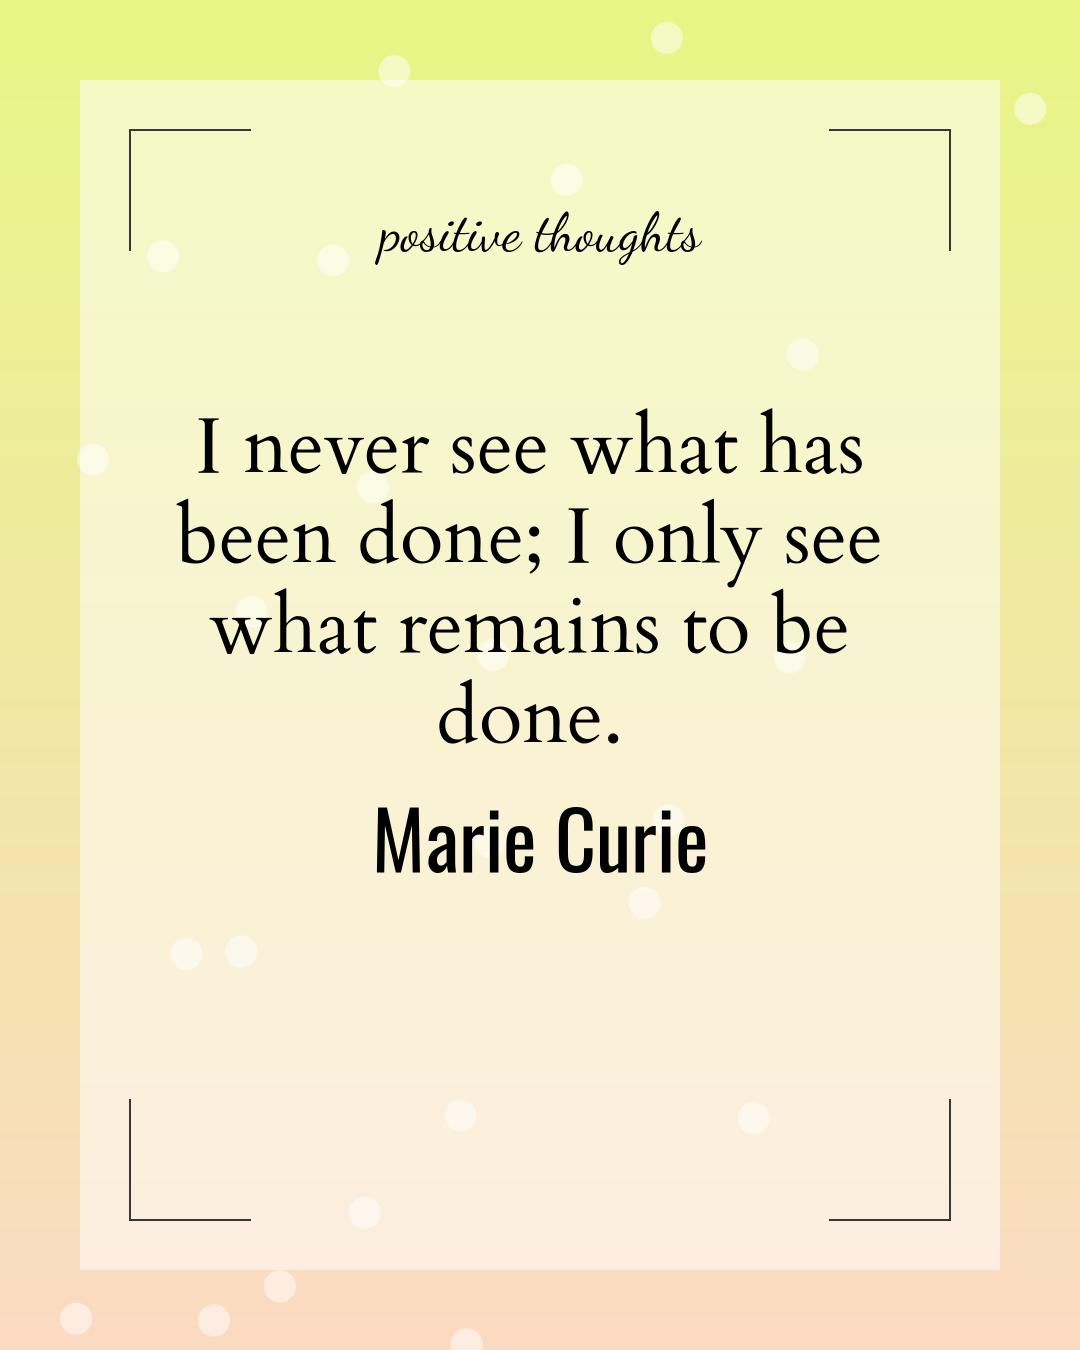 positive thoughts
I never see what has
been done; I only see
what remains to be
done.
Marie Curie